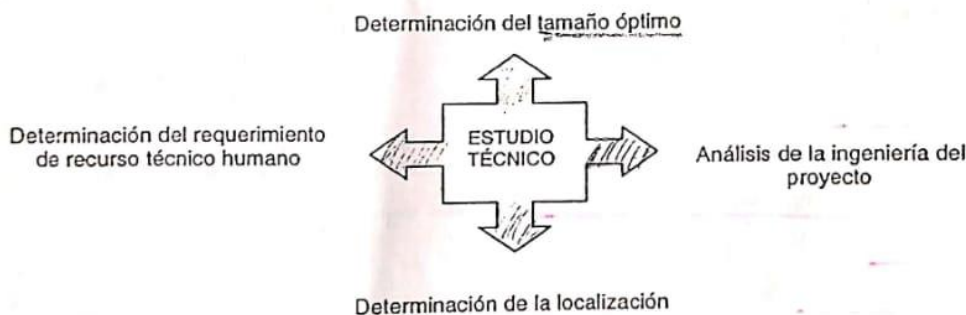 Determinación del tamaño óptimo
Determinación del requerimiento
de recurso técnico humano
ESTUDIO
TÉCNICO
Análisis de la ingeniería del
proyecto
Determinación de la localización